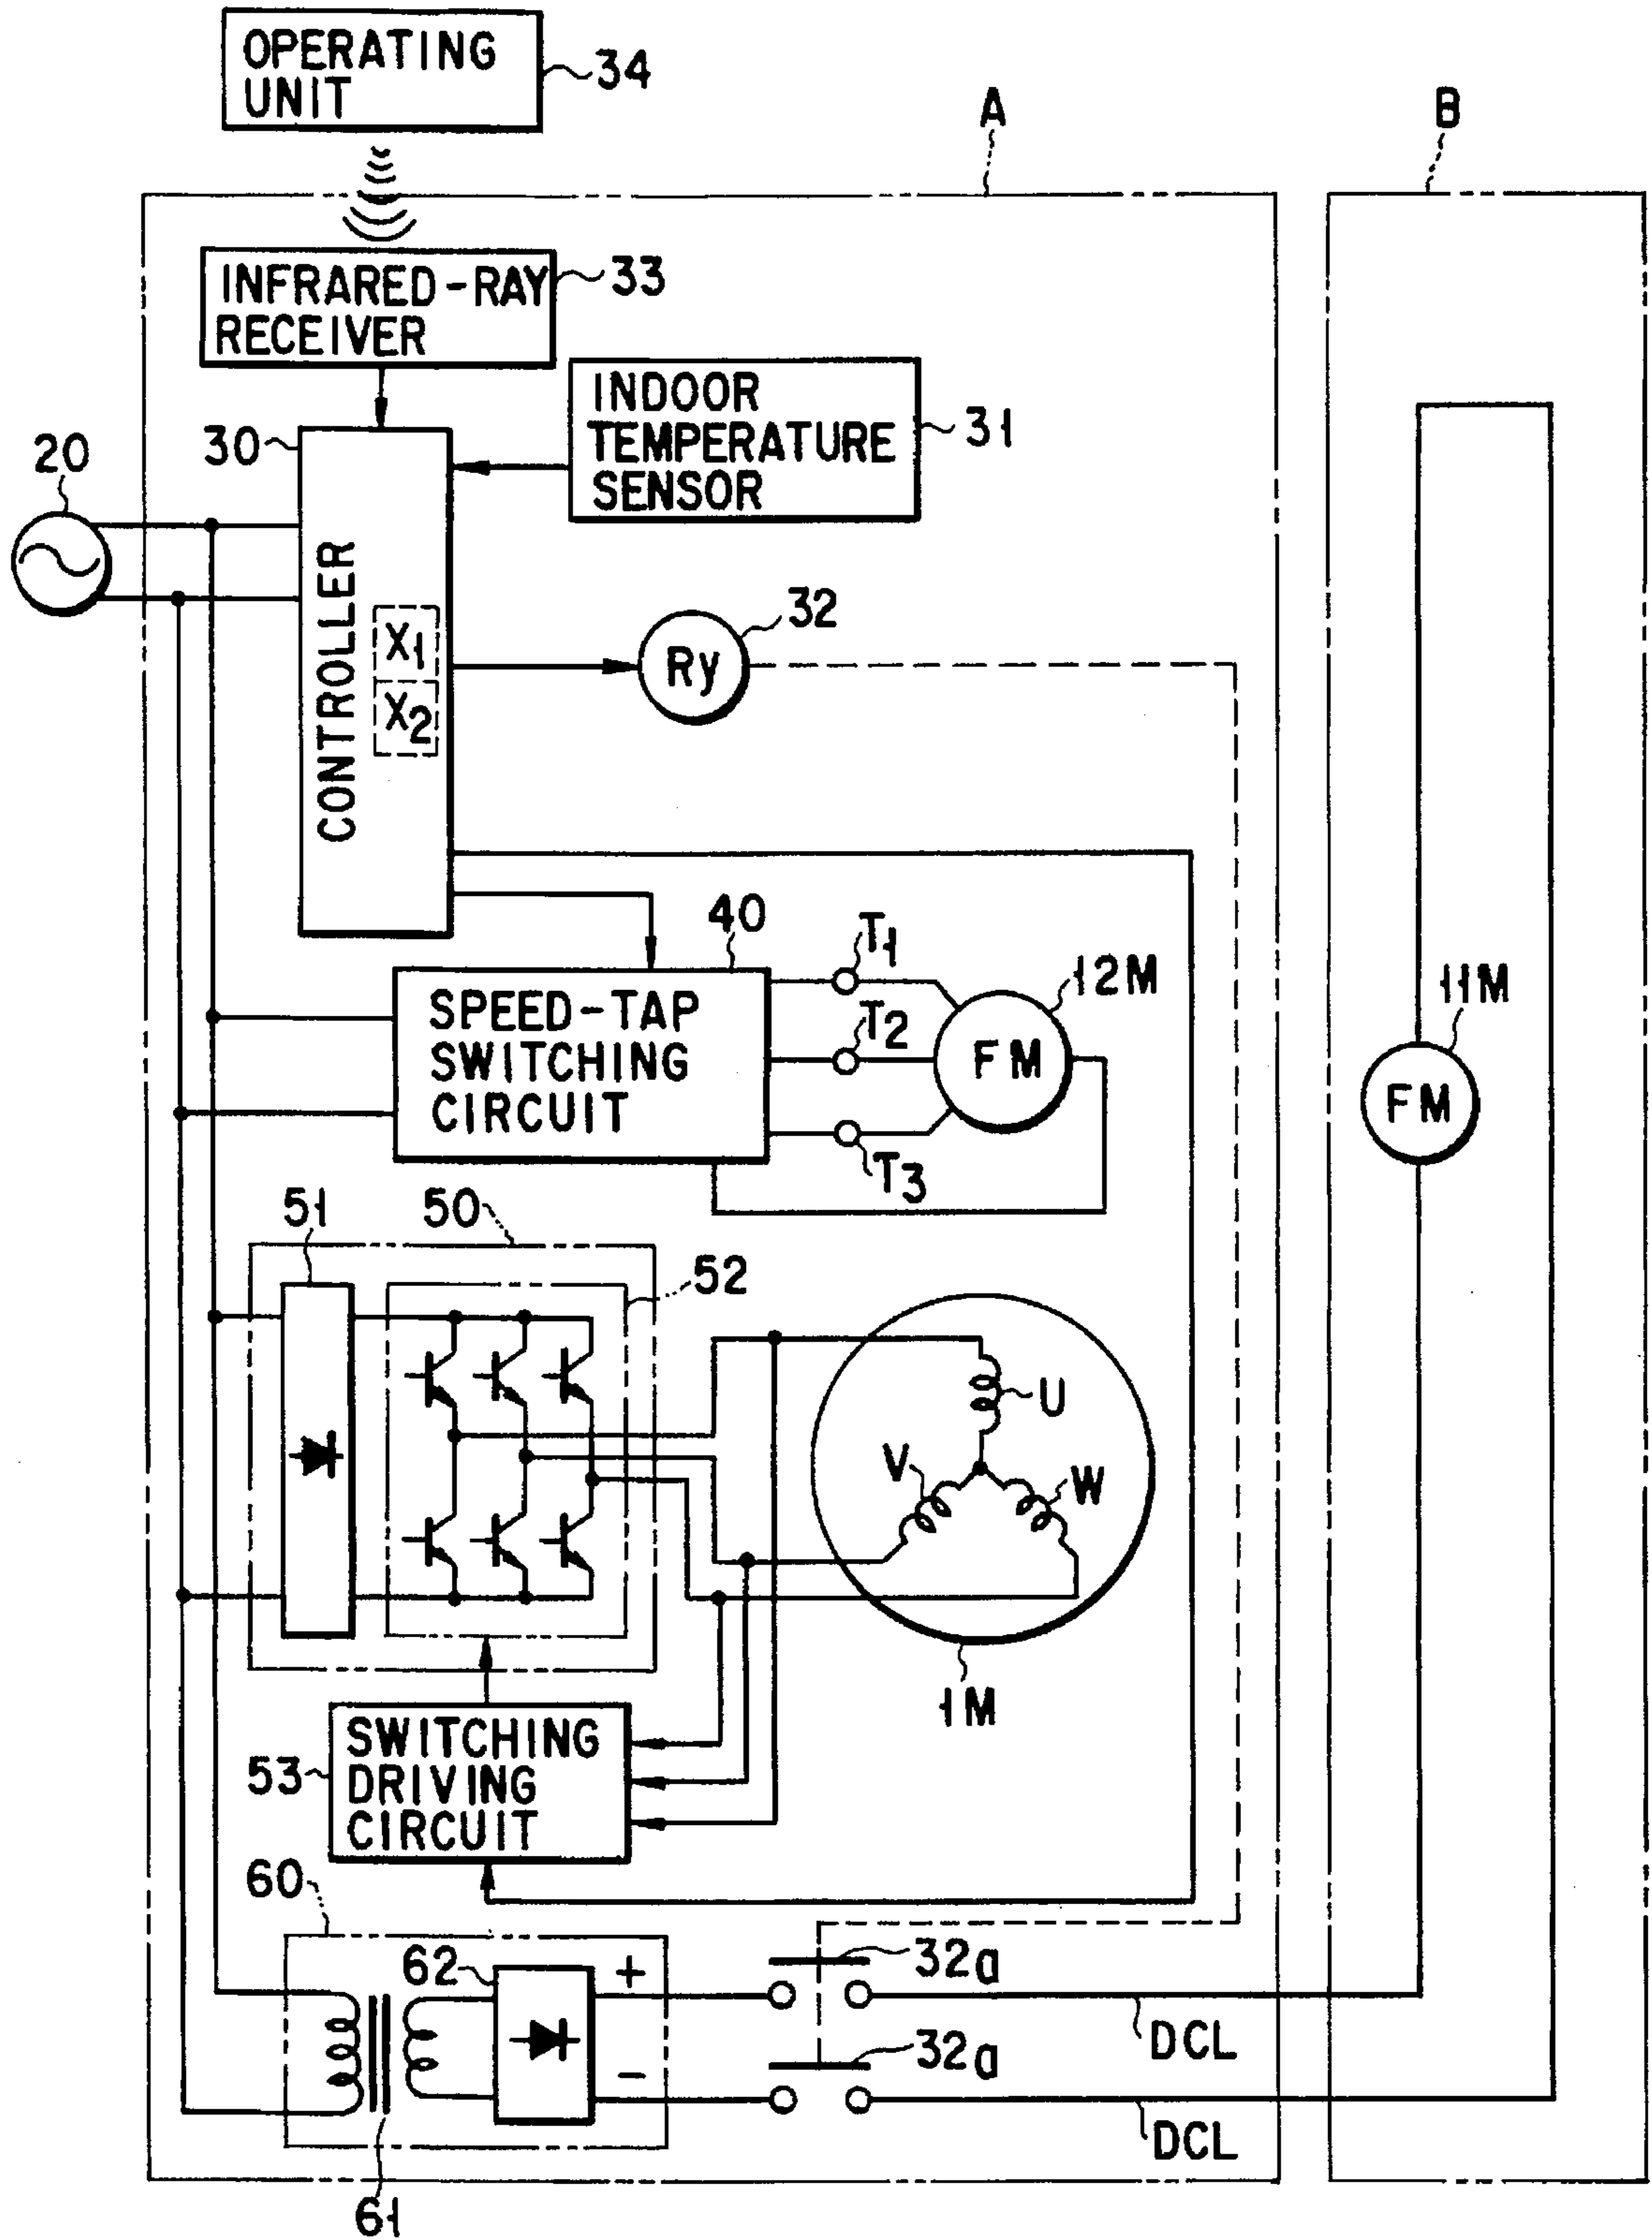 OPERATING
UNIT
34
A
B
INFRARED-RAY
RECEIVER
33
INDOOR
TEMPERATURE
SENSOR
31
30
20
CONTROLLER
X1
X2
Ry
32
40
SPEED-TAP
SWITCHING
CIRCUIT
T1
T2
T3
FM
12M
11M
FM
51
50
52
U
V
W
1M
SWITCHING
DRIVING
CIRCUIT
53
60
62
+
-
32a
32a
DCL
DCL
61